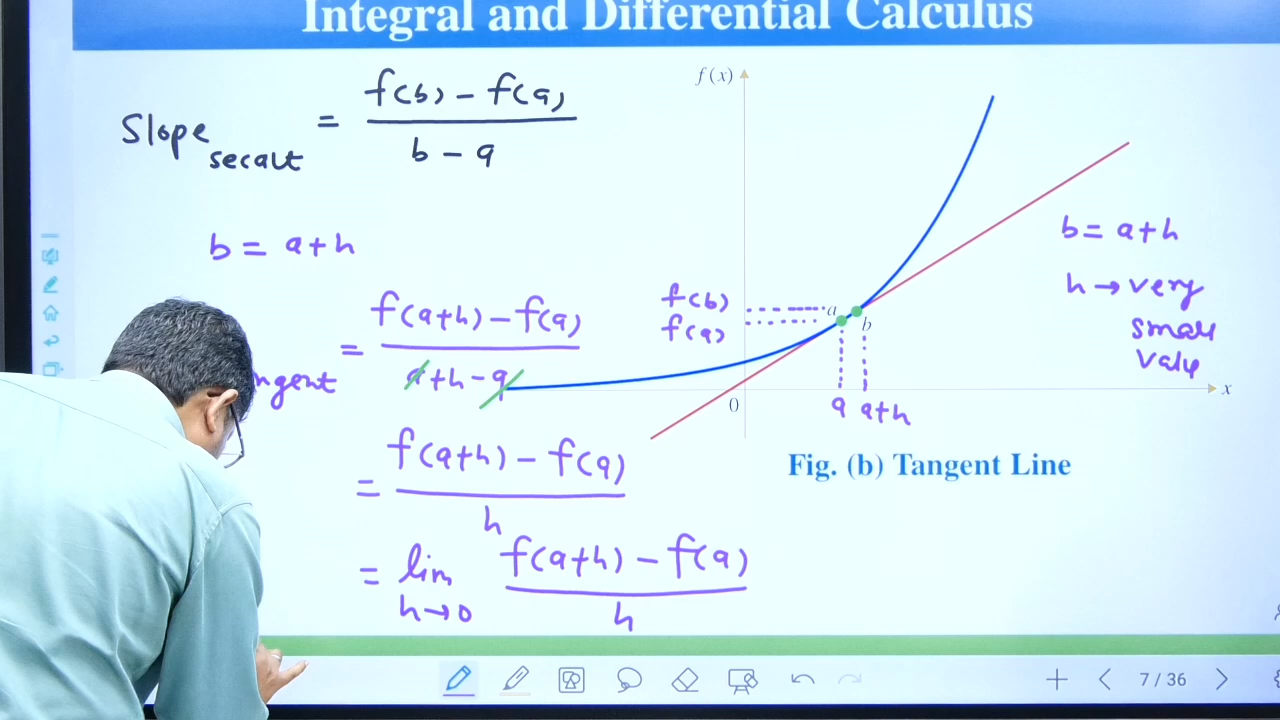 Integral and Differential Calculus
Slope secant = f(b) - f(a) / b - a
b = a+h
ngent = f(a+h) - f(a) / a+h - a
= f(a+h) - f(a) / h
= lim h→0 f(a+h) - f(a) / h
f(x)
f(b)
f(a)
a
b
0
x
a a+h
b = a+h
h → very
small
value
Fig. (b) Tangent Line
7 / 36